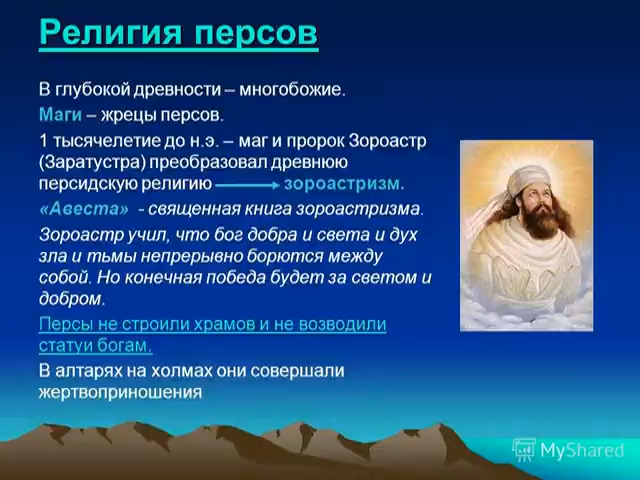 Религия персов
В глубокой древности – многобожие.
Маги – жрецы персов.
1 тысячелетие до н.э. – маг и пророк Зороастр
(Заратустра) преобразовал древнюю
персидскую религию зороастризм.
«Авеста» - священная книга зороастризма.
Зороастр учил, что бог добра и света и дух
зла и тьмы непрерывно борются между
собой. Но конечная победа будет за светом и
добром.
Персы не строили храмов и не возводили
статуи богам.
В алтарях на холмах они совершали
жертвоприношения
MyShared